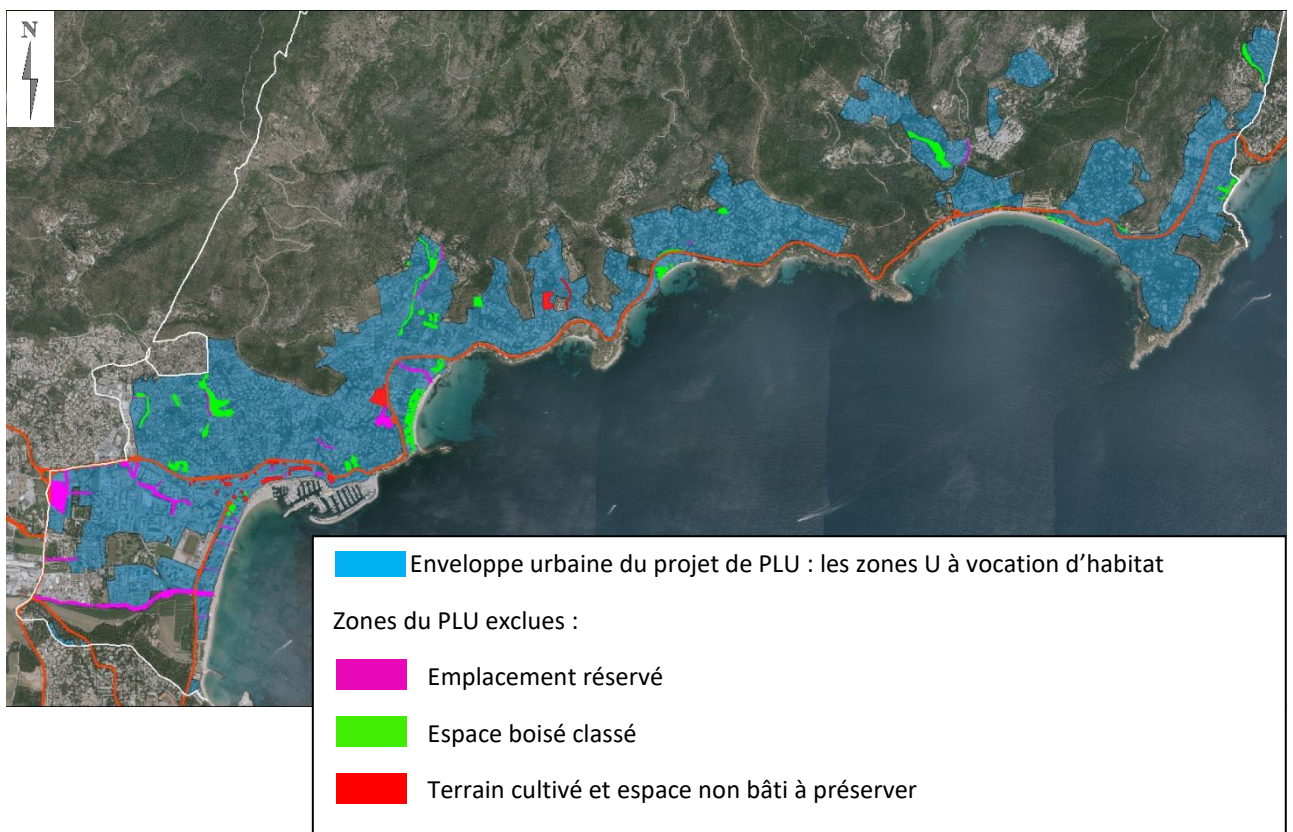 N
Enveloppe urbaine du projet de PLU : les zones U à vocation d’habitat
Zones du PLU exclues :
Emplacement réservé
Espace boisé classé
Terrain cultivé et espace non bâti à préserver